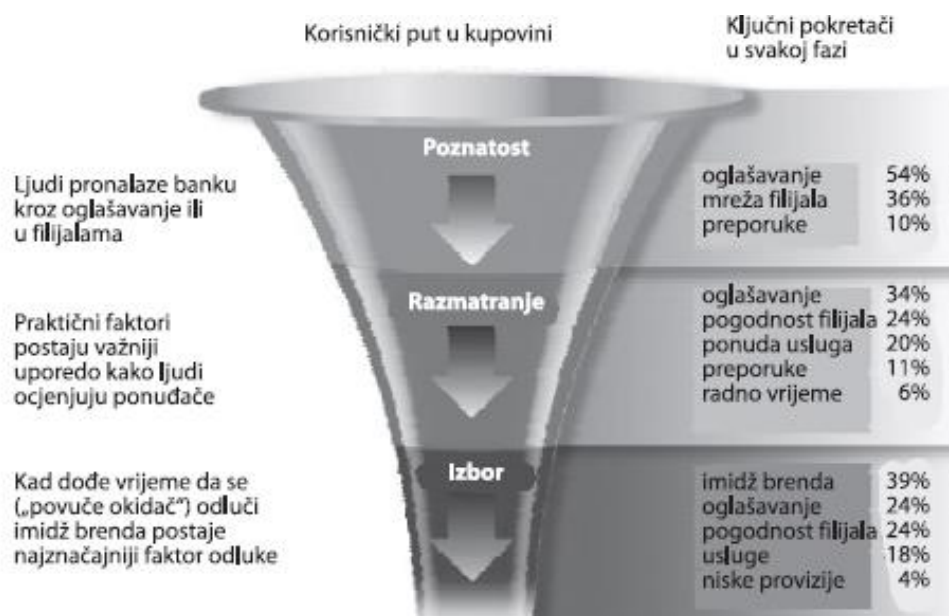 Korisnički put u kupovini
Ključni pokretači
u svakoj fazi
Poznatost
Ljudi pronalaze banku
kroz oglašavanje ili
u filijalama
oglašavanje 54%
mreža filijala 36%
preporuke 10%
Razmatranje
Praktični faktori
postaju važniji
uporedo kako ljudi
ocjenjuju ponuđače
oglašavanje 34%
pogodnost filijala 24%
ponuda usluga 20%
preporuke 11%
radno vrijeme 6%
Izbor
Kad dođe vrijeme da se
(„povuče okidač“) odluči
imidž brenda postaje
najznačajniji faktor odluke
imidž brenda 39%
oglašavanje 24%
pogodnost filijala 24%
usluge 18%
niske provizije 4%